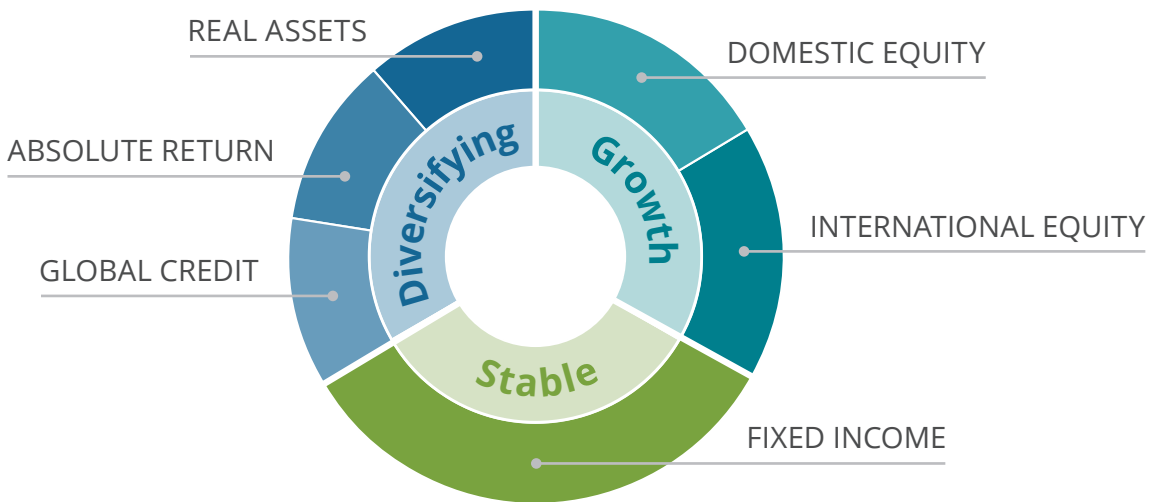 REAL ASSETS
DOMESTIC EQUITY
ABSOLUTE RETURN
Diversifying
Growth
INTERNATIONAL EQUITY
GLOBAL CREDIT
Stable
FIXED INCOME